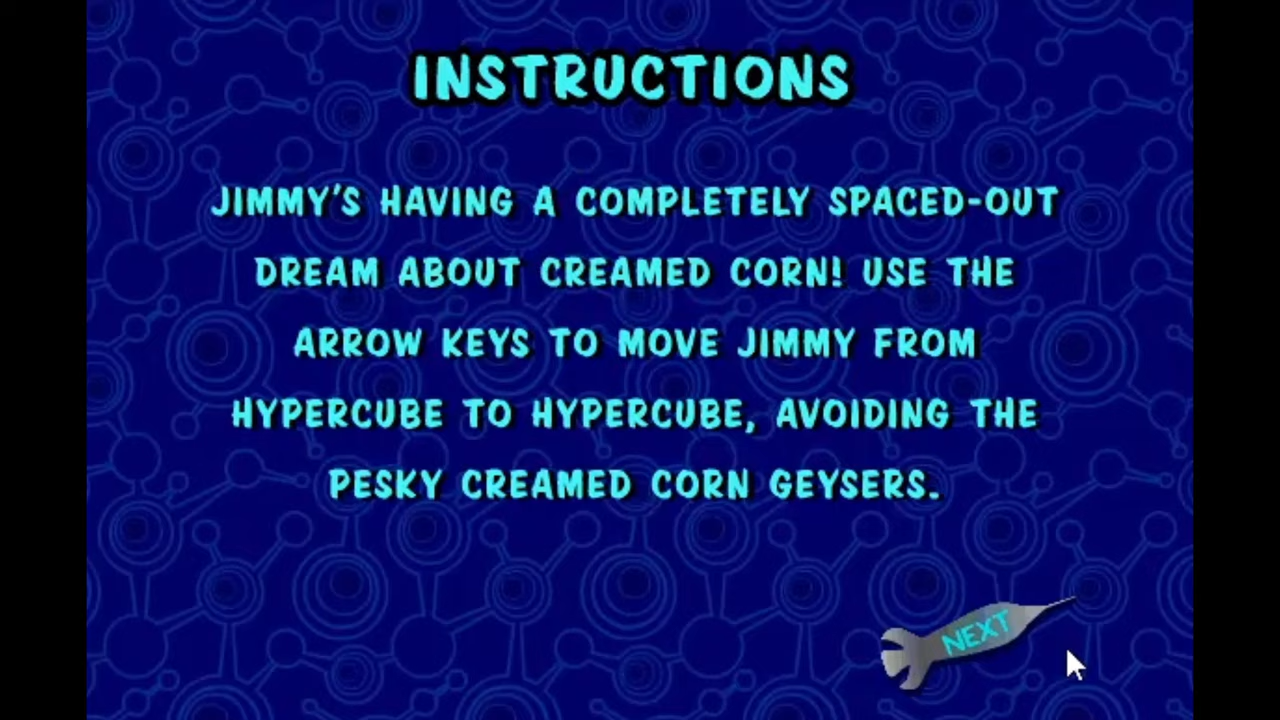 INSTRUCTIONS
JIMMY'S HAVING A COMPLETELY SPACED-OUT
DREAM ABOUT CREAMED CORN! USE THE
ARROW KEYS TO MOVE JIMMY FROM
HYPERCUBE TO HYPERCUBE, AVOIDING THE
PESKY CREAMED CORN GEYSERS.
NEXT